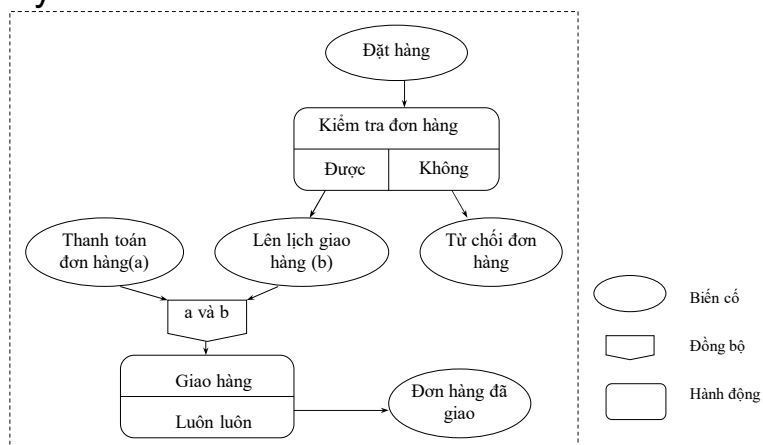 y
Đặt hàng
Kiểm tra đơn hàng
Được
Không
Thanh toán
đơn hàng(a)
Lên lịch giao
hàng (b)
Từ chối đơn
hàng
a và b
Giao hàng
Luôn luôn
Đơn hàng đã
giao
Biến cố
Đồng bộ
Hành động